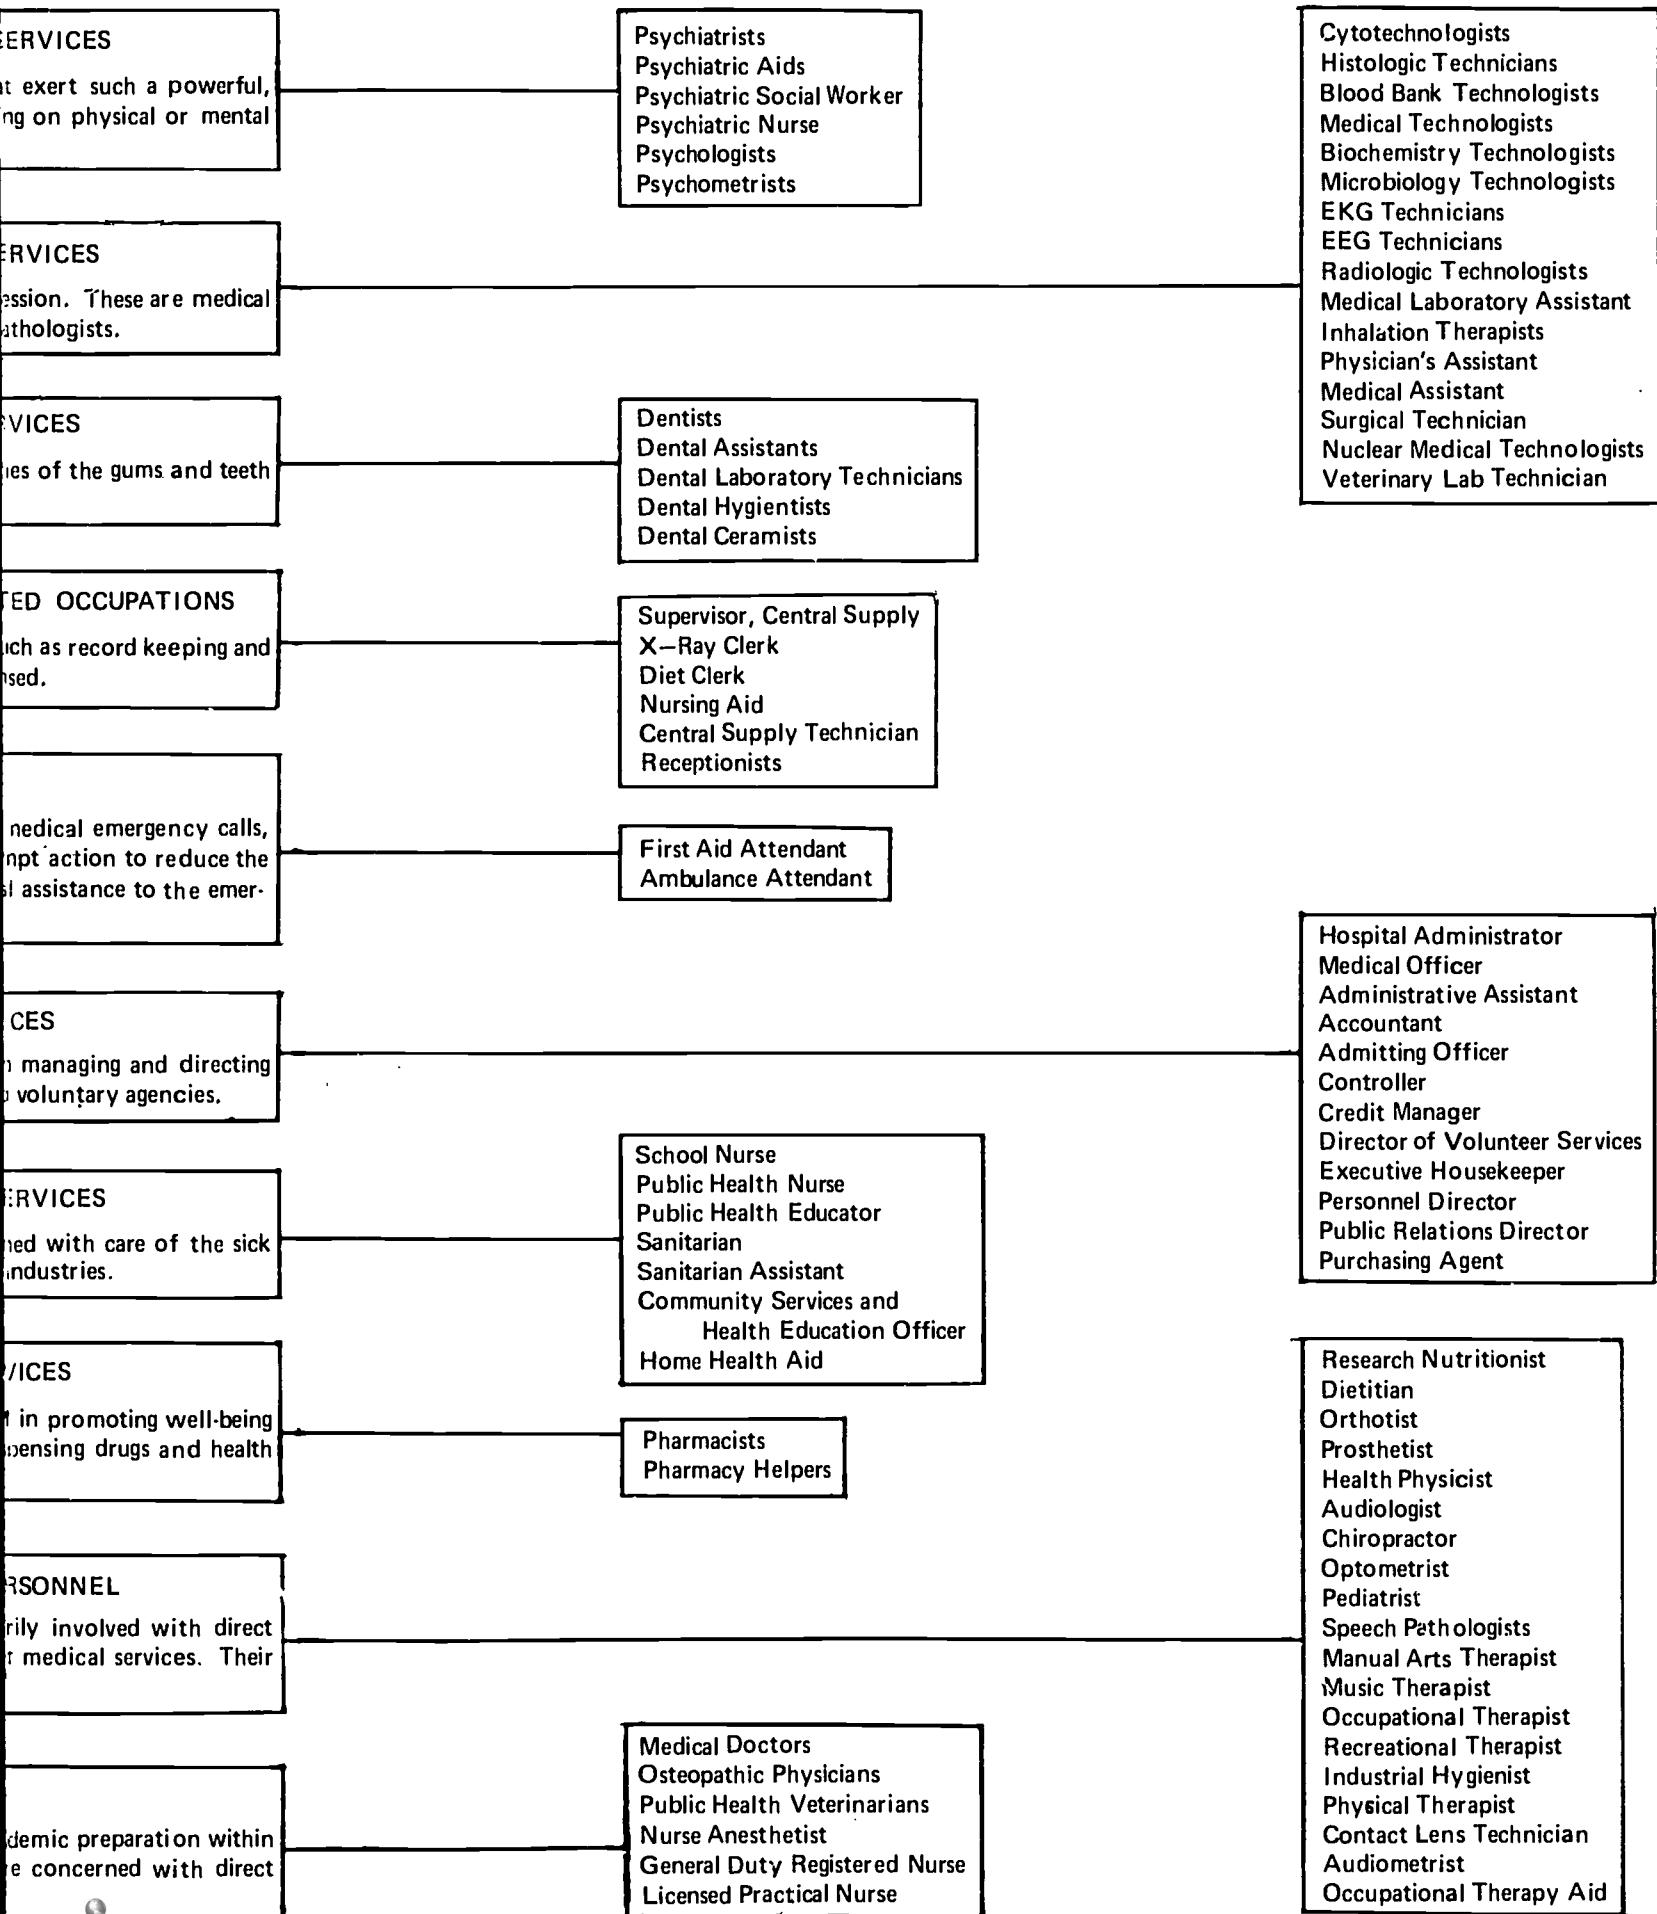 SERVICES
at exert such a powerful,
ing on physical or mental
Psychiatrists
Psychiatric Aids
Psychiatric Social Worker
Psychiatric Nurse
Psychologists
Psychometrists
Cytotechnologists
Histologic Technicians
Blood Bank Technologists
Medical Technologists
Biochemistry Technologists
Microbiology Technologists
EKG Technicians
EEG Technicians
Radiologic Technologists
Medical Laboratory Assistant
Inhalation Therapists
Physician's Assistant
Medical Assistant
Surgical Technician
Nuclear Medical Technologists
Veterinary Lab Technician
ERVICES
ession. These are medical
athologists.
VICES
ies of the gums and teeth
Dentists
Dental Assistants
Dental Laboratory Technicians
Dental Hygientists
Dental Ceramists
TED OCCUPATIONS
uch as record keeping and
nsed.
Supervisor, Central Supply
X–Ray Clerk
Diet Clerk
Nursing Aid
Central Supply Technician
Receptionists
medical emergency calls,
mpt action to reduce the
al assistance to the emer-
First Aid Attendant
Ambulance Attendant
CES
n managing and directing
voluntary agencies.
Hospital Administrator
Medical Officer
Administrative Assistant
Accountant
Admitting Officer
Controller
Credit Manager
Director of Volunteer Services
Executive Housekeeper
Personnel Director
Public Relations Director
Purchasing Agent
ERVICES
ned with care of the sick
industries.
School Nurse
Public Health Nurse
Public Health Educator
Sanitarian
Sanitarian Assistant
Community Services and
Health Education Officer
Home Health Aid
VICES
in promoting well-being
pensing drugs and health
Pharmacists
Pharmacy Helpers
RSONNEL
rily involved with direct
r medical services. Their
Research Nutritionist
Dietitian
Orthotist
Prosthetist
Health Physicist
Audiologist
Chiropractor
Optometrist
Pediatrist
Speech Pathologists
Manual Arts Therapist
Music Therapist
Occupational Therapist
Recreational Therapist
Industrial Hygienist
Physical Therapist
Contact Lens Technician
Audiometrist
Occupational Therapy Aid
demic preparation within
e concerned with direct
Medical Doctors
Osteopathic Physicians
Public Health Veterinarians
Nurse Anesthetist
General Duty Registered Nurse
Licensed Practical Nurse